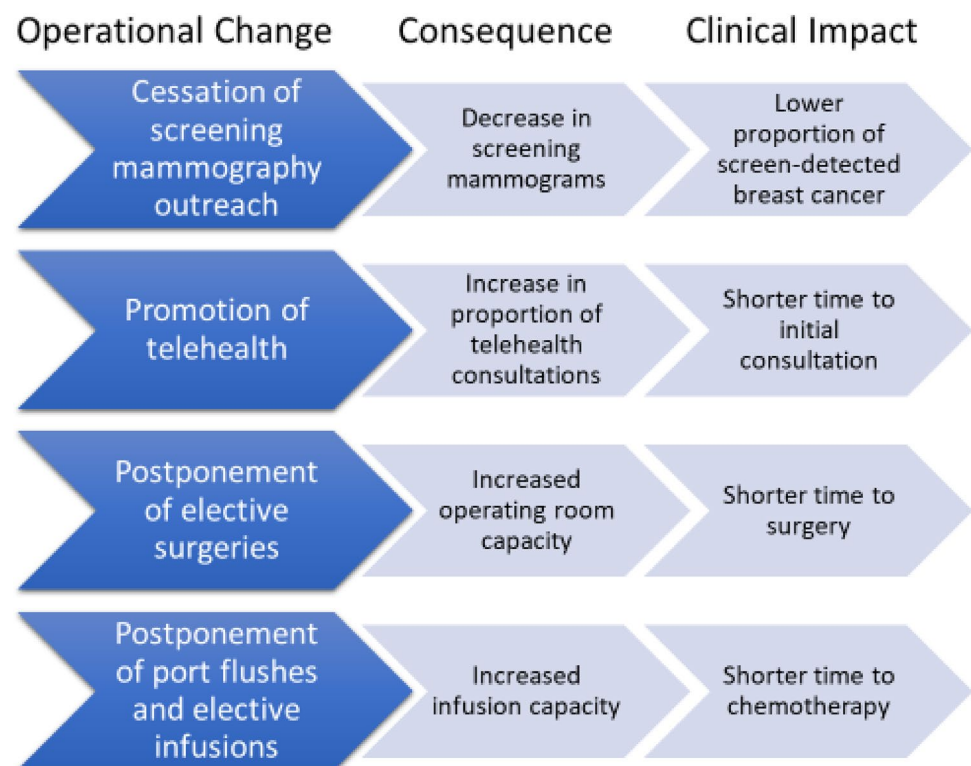 Operational Change
Consequence
Clinical Impact
Cessation of
screening
mammography
outreach
Decrease in
screening
mammograms
Lower
proportion of
screen-detected
breast cancer
Promotion of
telehealth
Increase in
proportion of
telehealth
consultations
Shorter time to
initial
consultation
Postponement
of elective
surgeries
Increased
operating room
capacity
Shorter time to
surgery
Postponement
of port flushes
and elective
infusions
Increased
infusion capacity
Shorter time to
chemotherapy